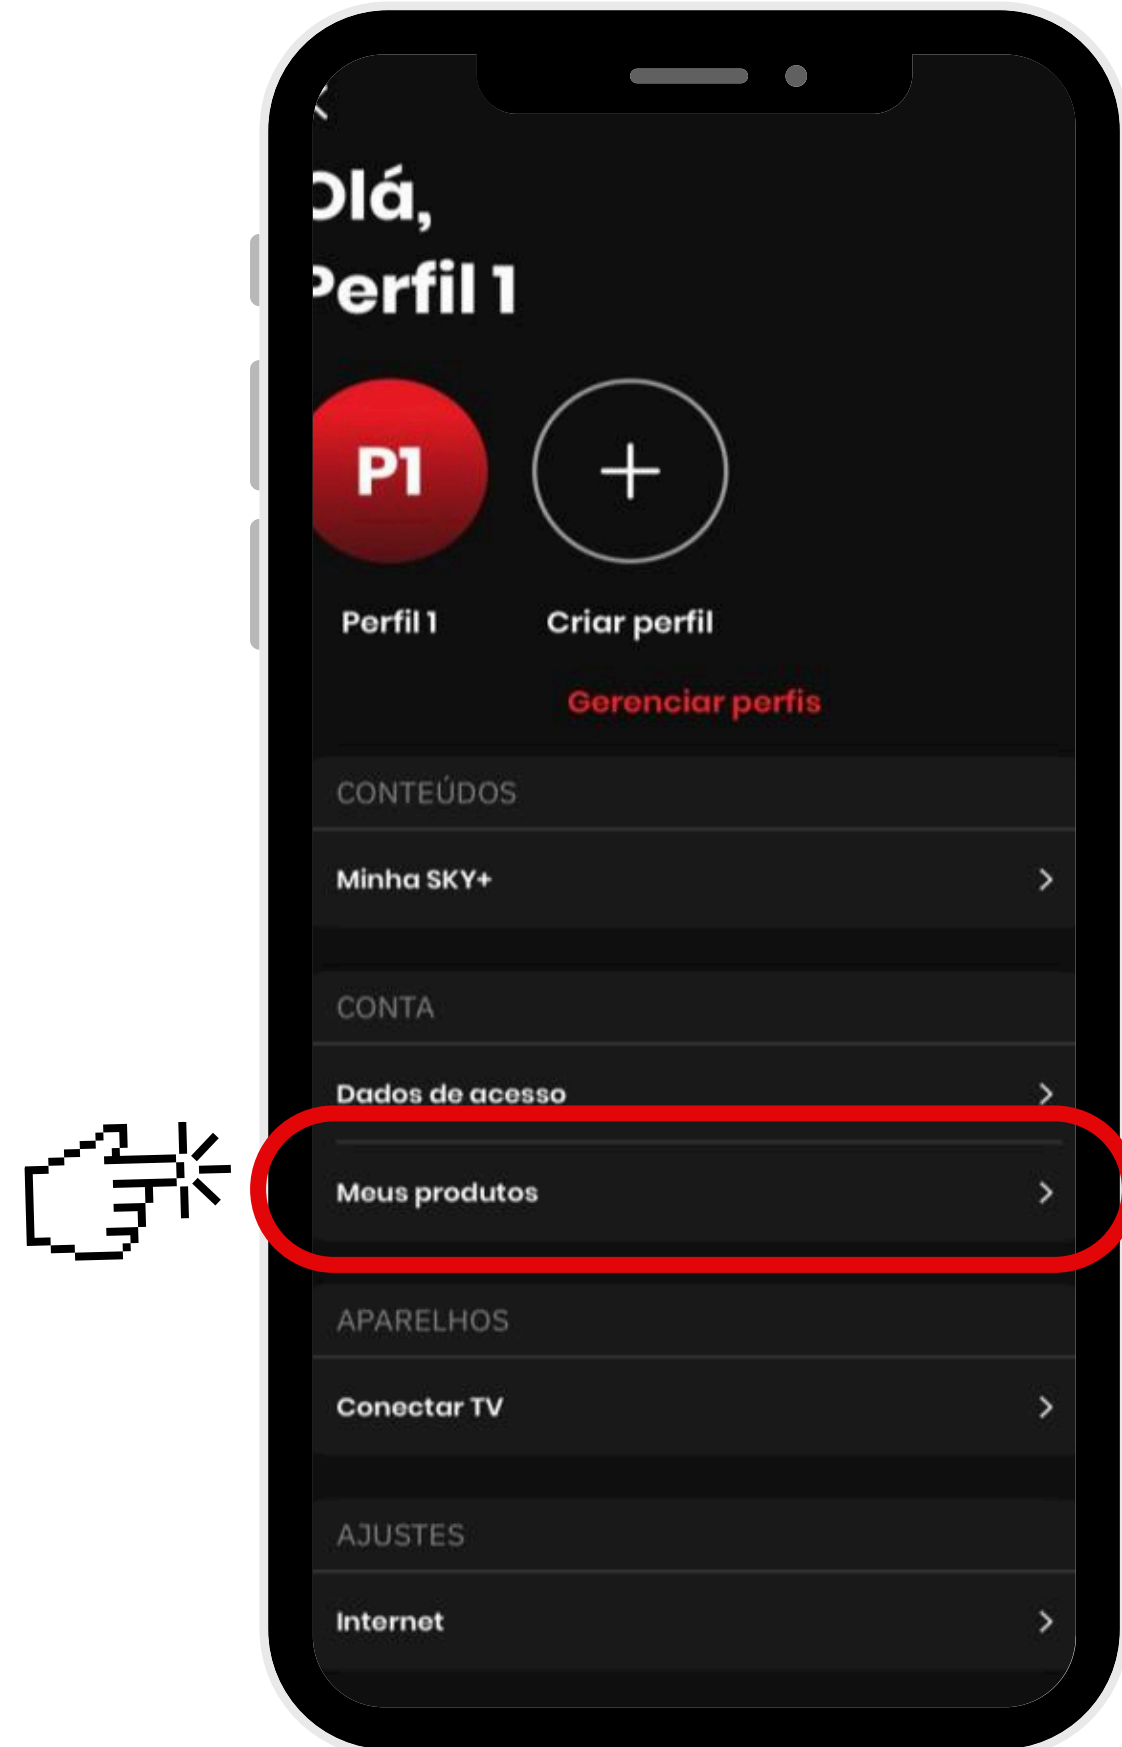 Olá,
Perfil 1
P1
Perfil 1
Criar perfil
Gerenciar perfis
CONTEÚDOS
Minha SKY+
CONTA
Dados de acesso
Meus produtos
APARELHOS
Conectar TV
AJUSTES
Internet